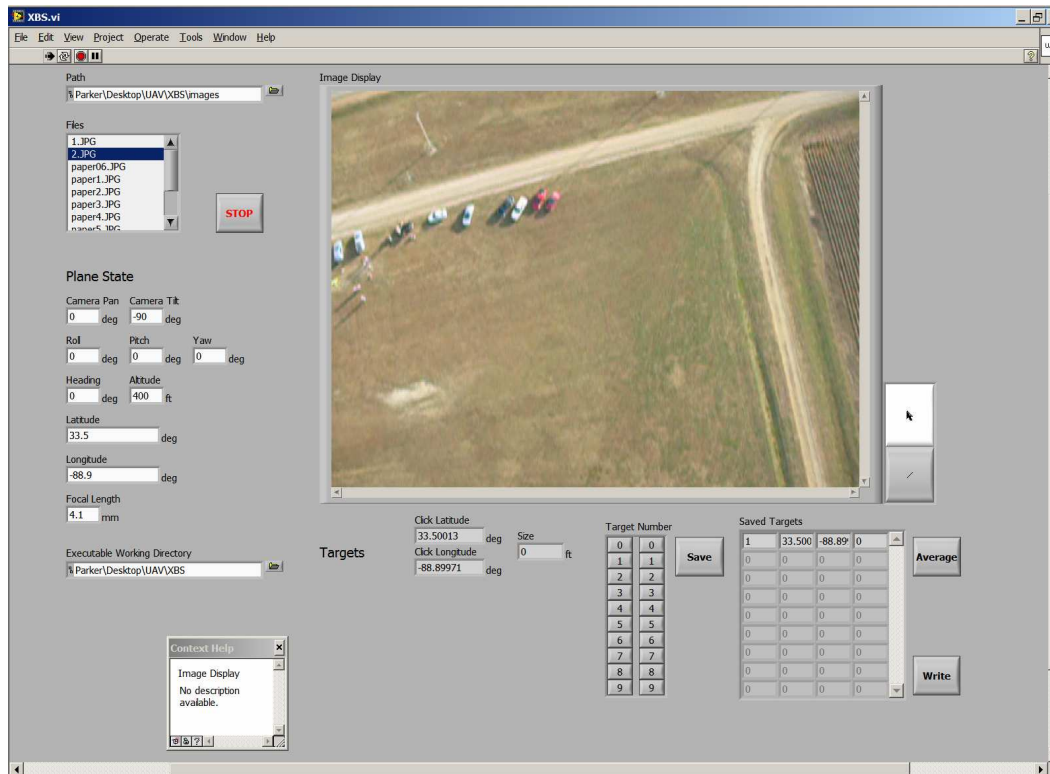 XBS.vi
File Edit View Project Operate Tools Window Help
Path
Parker\Desktop\UAV\XBS\images
Files
1.JPG
2.JPG
paper06.JPG
paper1.JPG
paper2.JPG
paper3.JPG
paper4.JPG
paper5.JPG
STOP
Plane State
Camera Pan Camera Tilt
0 deg -90 deg
Roll Pitch Yaw
0 deg 0 deg 0 deg
Heading Altitude
0 deg 400 ft
Latitude
33.5 deg
Longitude
-88.9 deg
Focal Length
4.1 mm
Executable Working Directory
Parker\Desktop\UAV\XBS
Context Help
Image Display
No description
available.
Image Display
Targets
Click Latitude
33.50013 deg
Click Longitude
-88.89971 deg
Size
0 ft
Target Number
0 0
1 1
2 2
3 3
4 4
5 5
6 6
7 7
8 8
9 9
Save
Saved Targets
1 33.500 -88.89 0
0 0 0 0
0 0 0 0
0 0 0 0
0 0 0 0
0 0 0 0
0 0 0 0
0 0 0 0
0 0 0 0
Average
Write